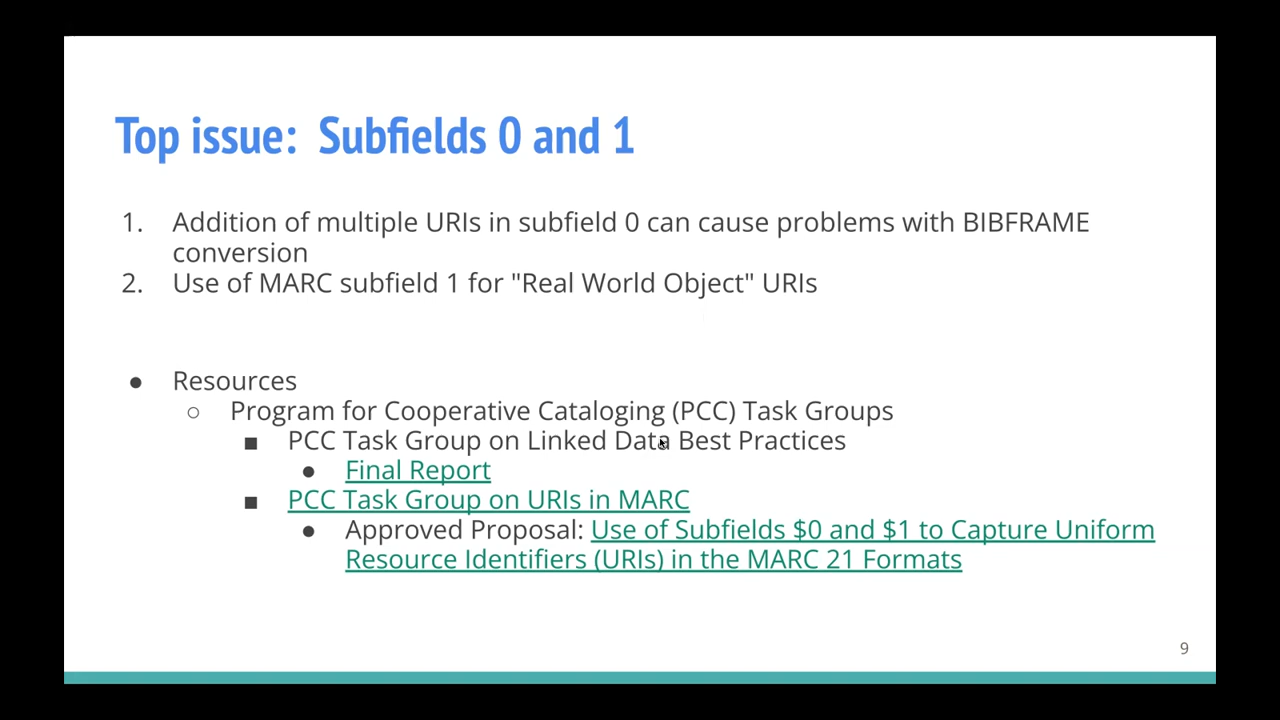 Top issue:  Subfields 0 and 1
1. Addition of multiple URIs in subfield 0 can cause problems with BIBFRAME
conversion
2. Use of MARC subfield 1 for "Real World Object" URIs
● Resources
○ Program for Cooperative Cataloging (PCC) Task Groups
■ PCC Task Group on Linked Data Best Practices
● Final Report
■ PCC Task Group on URIs in MARC
● Approved Proposal: Use of Subfields $0 and $1 to Capture Uniform
Resource Identifiers (URIs) in the MARC 21 Formats
9